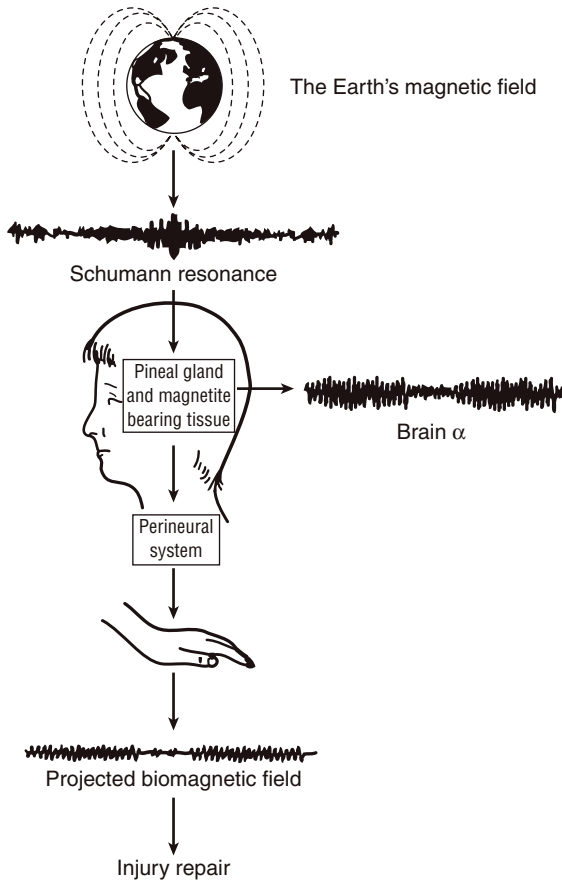 The Earth's magnetic field
Schumann resonance
Pineal gland
and magnetite
bearing tissue
Brain α
Perineural
system
Projected biomagnetic field
Injury repair